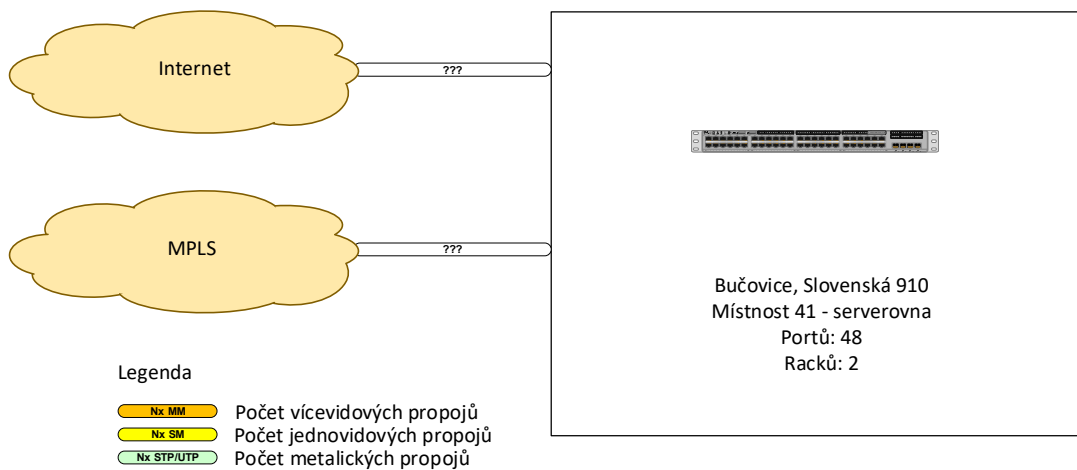 Internet
???
MPLS
???
Bučovice, Slovenská 910
Místnost 41 - serverovna
Portů: 48
Racků: 2
Legenda
Nx MM Počet vícevidových propojů
Nx SM Počet jednovidových propojů
Nx STP/UTP Počet metalických propojů